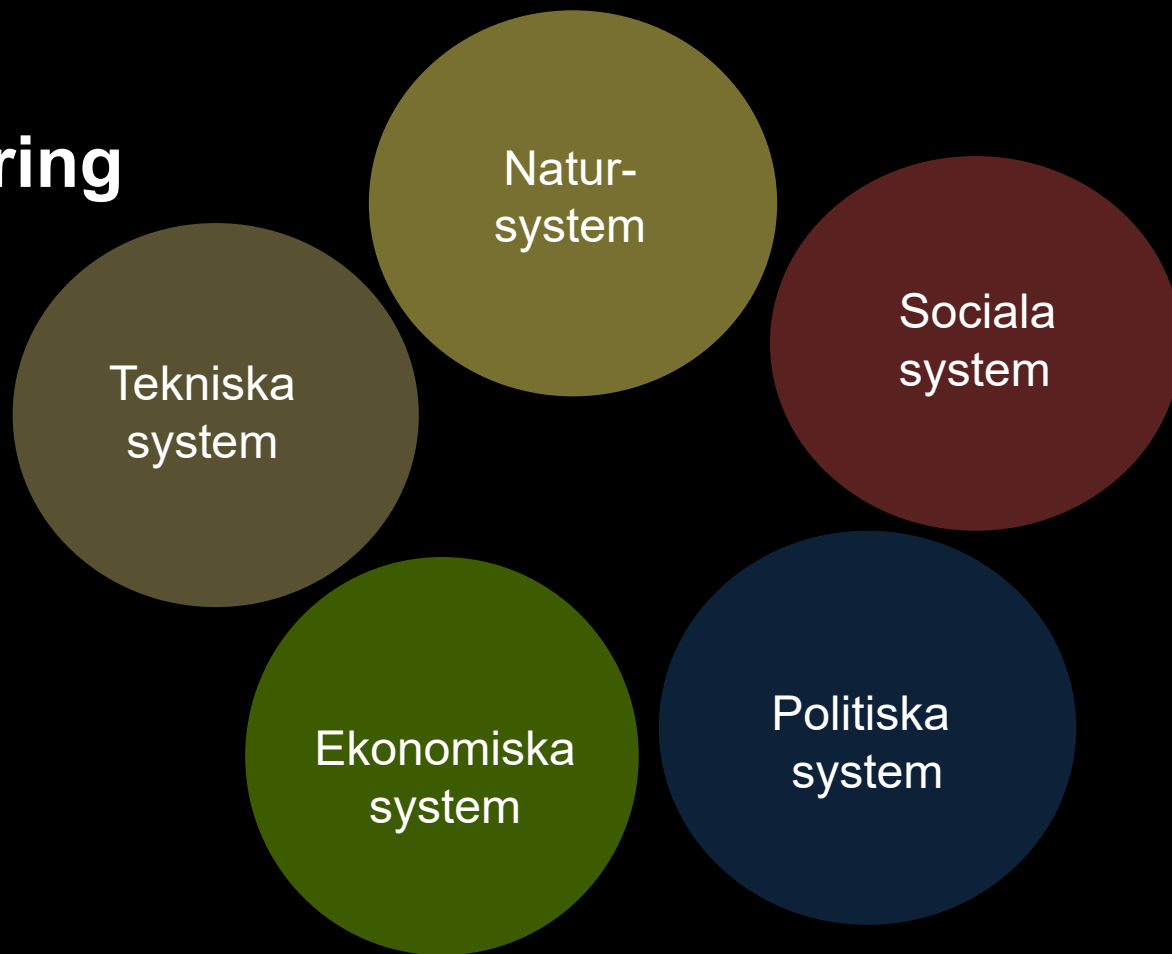 ring
Natur-
system
Sociala
system
Tekniska
system
Ekonomiska
system
Politiska
system